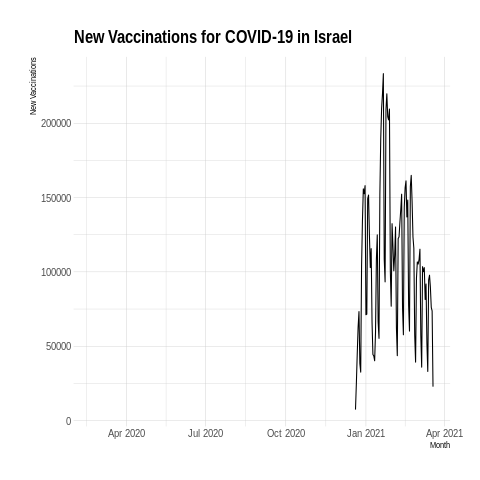 New Vaccinations for COVID-19 in Israel
New Vaccinations
200000
150000
100000
50000
0
Apr 2020 Jul 2020 Oct 2020 Jan 2021 Apr 2021
Month